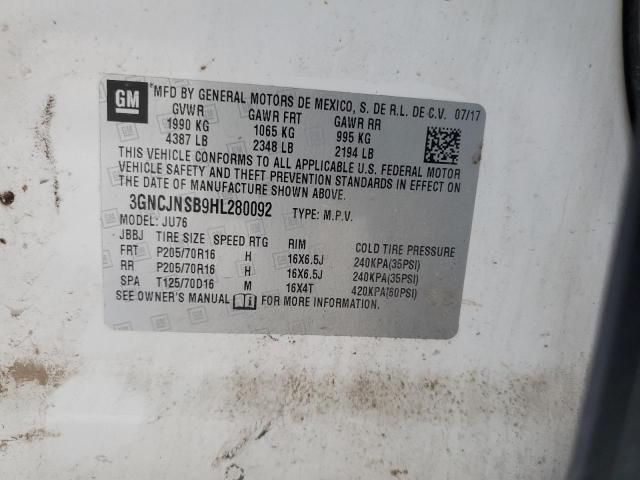 GM *MFD BY GENERAL MOTORS DE MEXICO, S. DE R.L. DE C.V. 07/17
GVWR GAWR FRT GAWR RR
1990 KG 1065 KG 995 KG
4387 LB 2348 LB 2194 LB
THIS VEHICLE CONFORMS TO ALL APPLICABLE U.S. FEDERAL MOTOR
VEHICLE SAFETY AND THEFT PREVENTION STANDARDS IN EFFECT ON
THE DATE OF MANUFACTURE SHOWN ABOVE.
3GNCJNSB9HL280092 TYPE: M.P.V.
MODEL: JU76
JBBJ TIRE SIZE SPEED RTG RIM COLD TIRE PRESSURE
FRT P205/70R16 H 16X6.5J 240KPA(35PSI)
RR P205/70R16 H 16X6.5J 240KPA(35PSI)
SPA T125/70D16 M 16X4T 420KPA(60PSI)
SEE OWNER'S MANUAL FOR MORE INFORMATION.